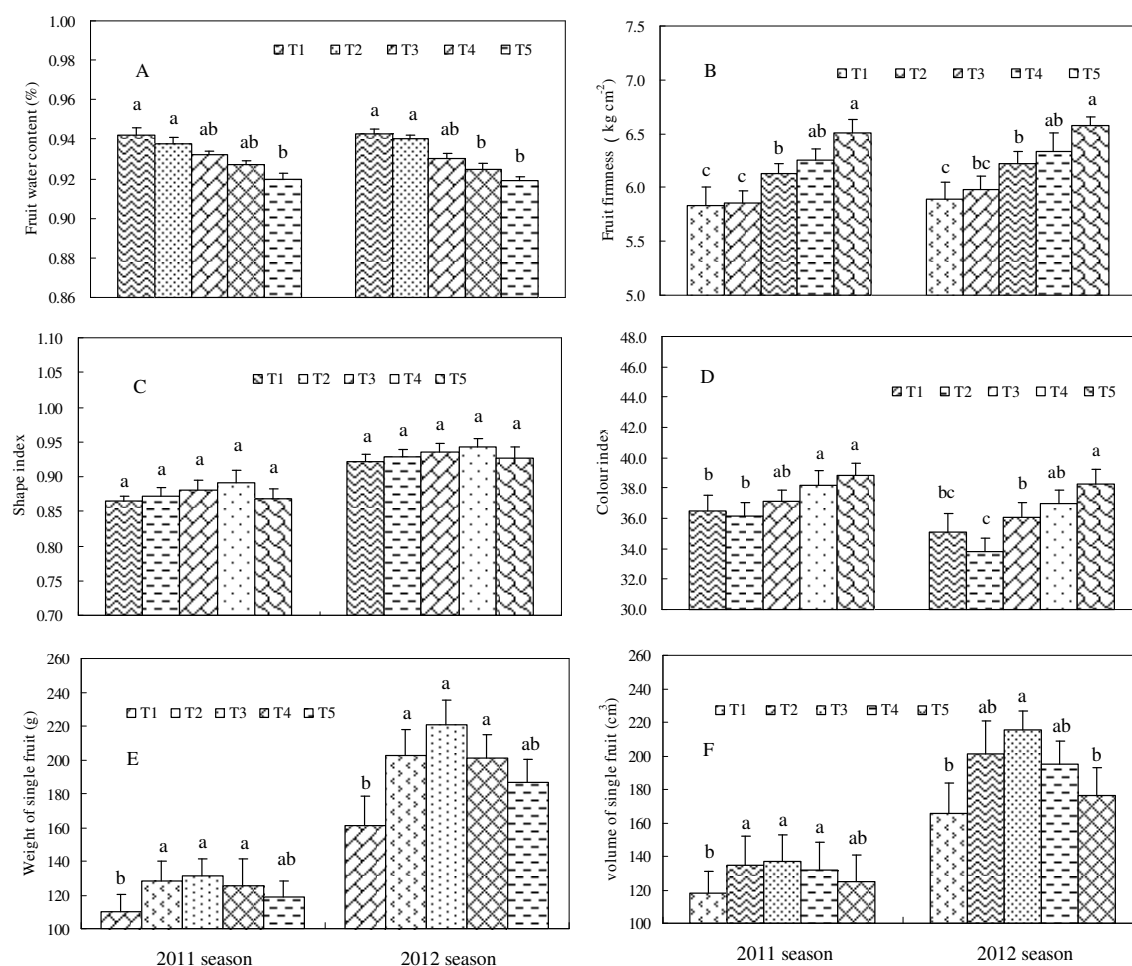 1.00
0.98
0.96
0.94
0.92
0.90
0.88
0.86
Fruit water content (%)
A
T1 T2 T3 T4 T5
a a ab ab b
a a ab b b
7.5
7.0
6.5
6.0
5.5
5.0
Fruit firmness ( kg cm-2)
B
T1 T2 T3 T4 T5
c c b ab a
c bc b ab a
1.10
1.05
1.00
0.95
0.90
0.85
0.80
0.75
0.70
Shape index
C
T1 T2 T3 T4 T5
a a a a a
a a a a a
48.0
46.0
44.0
42.0
40.0
38.0
36.0
34.0
32.0
30.0
Colour index
D
T1 T2 T3 T4 T5
b b ab a a
bc c b ab a
260
240
220
200
180
160
140
120
100
Weight of single fruit (g)
E
T1 T2 T3 T4 T5
b a a a ab
b a a a ab
2011 season 2012 season
260
240
220
200
180
160
140
120
100
volume of single fruit (cm3)
F
T1 T2 T3 T4 T5
b a a a ab
b ab a ab b
2011 season 2012 season